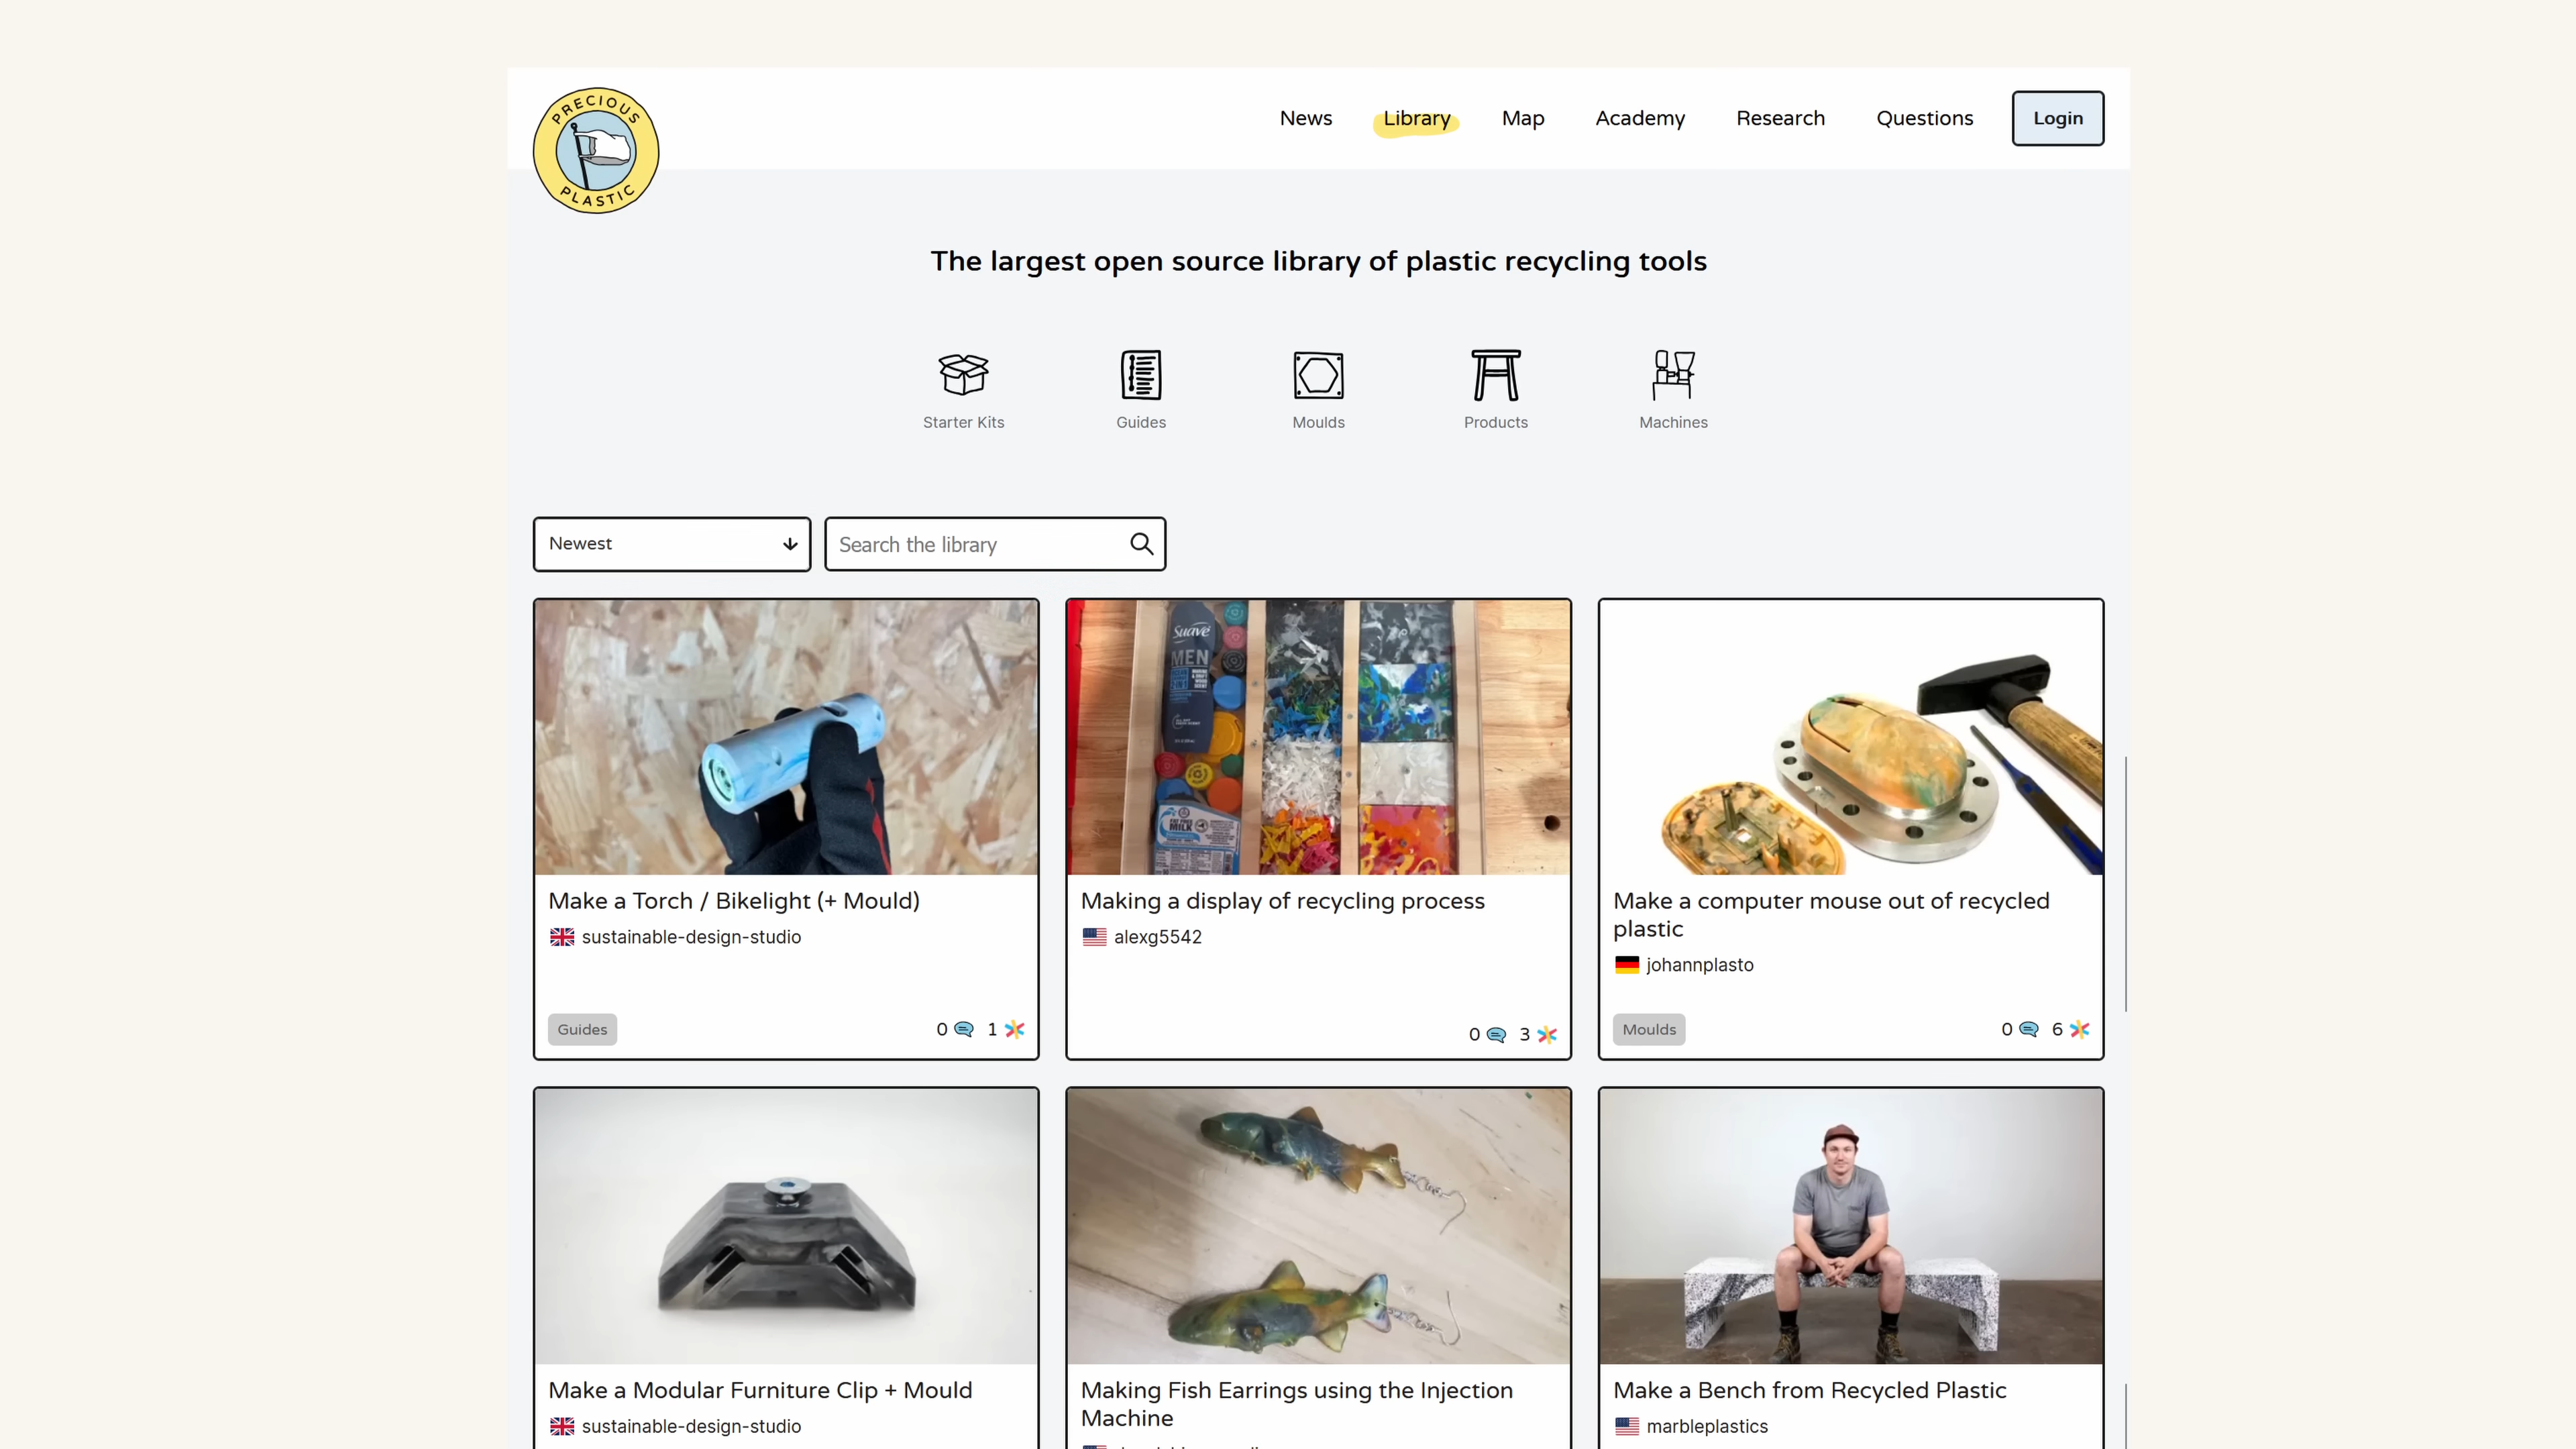 PRECIOUS
PLASTIC
News
Library
Map
Academy
Research
Questions
Login
The largest open source library of plastic recycling tools
Starter Kits
Guides
Moulds
Products
Machines
Newest
Search the library
Suave
MEN
MILK
Make a Torch / Bikelight (+ Mould)
sustainable-design-studio
Guides
0
1
Making a display of recycling process
alexg5542
0
3
Make a computer mouse out of recycled
plastic
johannplasto
Moulds
0
6
Make a Modular Furniture Clip + Mould
sustainable-design-studio
Making Fish Earrings using the Injection
Machine
Make a Bench from Recycled Plastic
marbleplastics